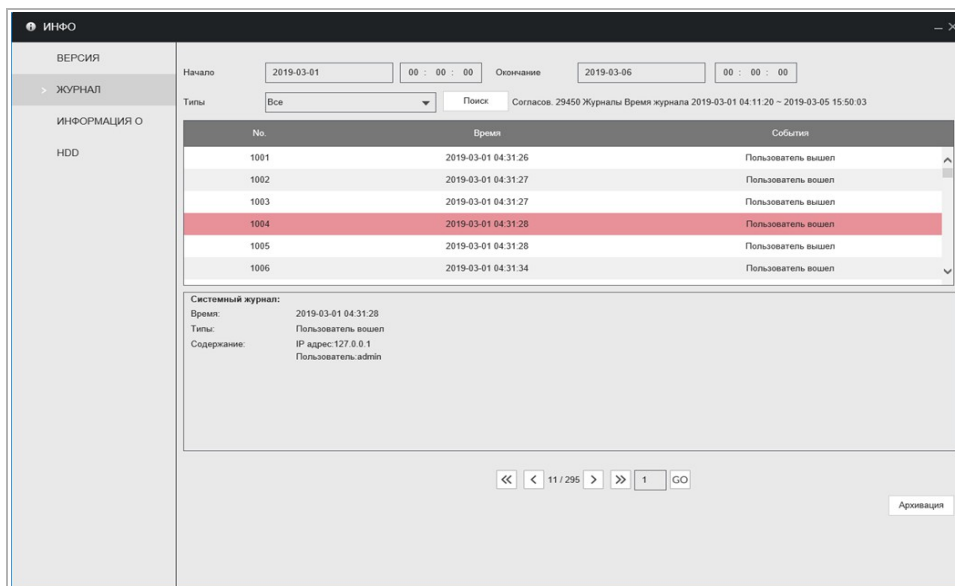 ИНФО
ВЕРСИЯ
> ЖУРНАЛ
ИНФОРМАЦИЯ О
HDD
Начало 2019-03-01 00 : 00 : 00 Окончание 2019-03-06 00 : 00 : 00
Типы Все Поиск Согласов. 29450 Журналы Время журнала 2019-03-01 04:11:20 ~ 2019-03-05 15:50:03
No. Время События
1001 2019-03-01 04:31:26 Пользователь вышел
1002 2019-03-01 04:31:27 Пользователь вошел
1003 2019-03-01 04:31:27 Пользователь вышел
1004 2019-03-01 04:31:28 Пользователь вошел
1005 2019-03-01 04:31:28 Пользователь вышел
1006 2019-03-01 04:31:34 Пользователь вошел
Системный журнал:
Время: 2019-03-01 04:31:28
Типы: Пользователь вошел
Содержание: IP адрес:127.0.0.1
Пользователь:admin
11 / 295 1 GO
Архивация